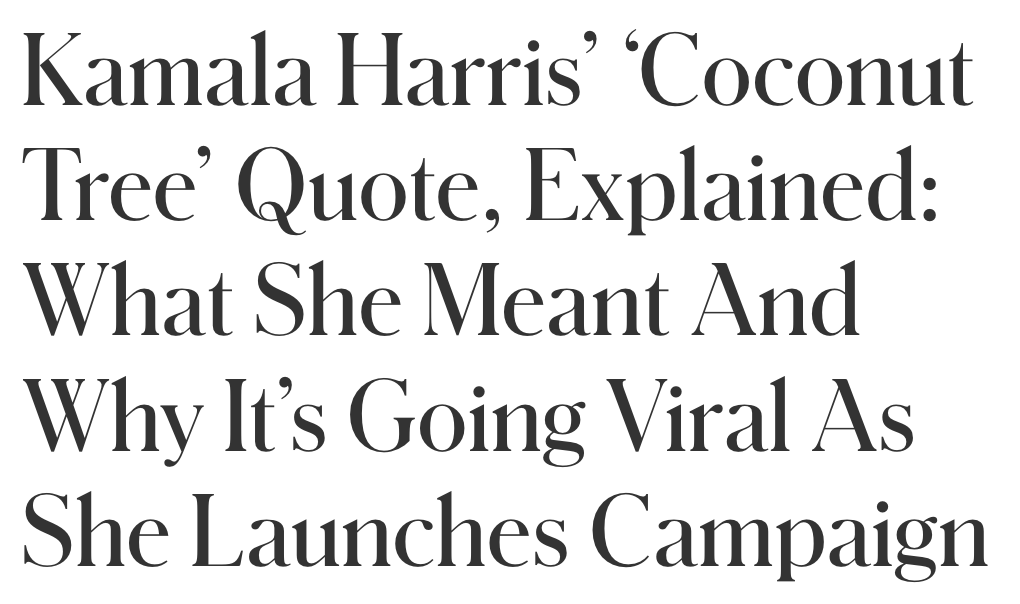 Kamala Harris’ ‘Coconut
Tree’ Quote, Explained:
What She Meant And
Why It’s Going Viral As
She Launches Campaign